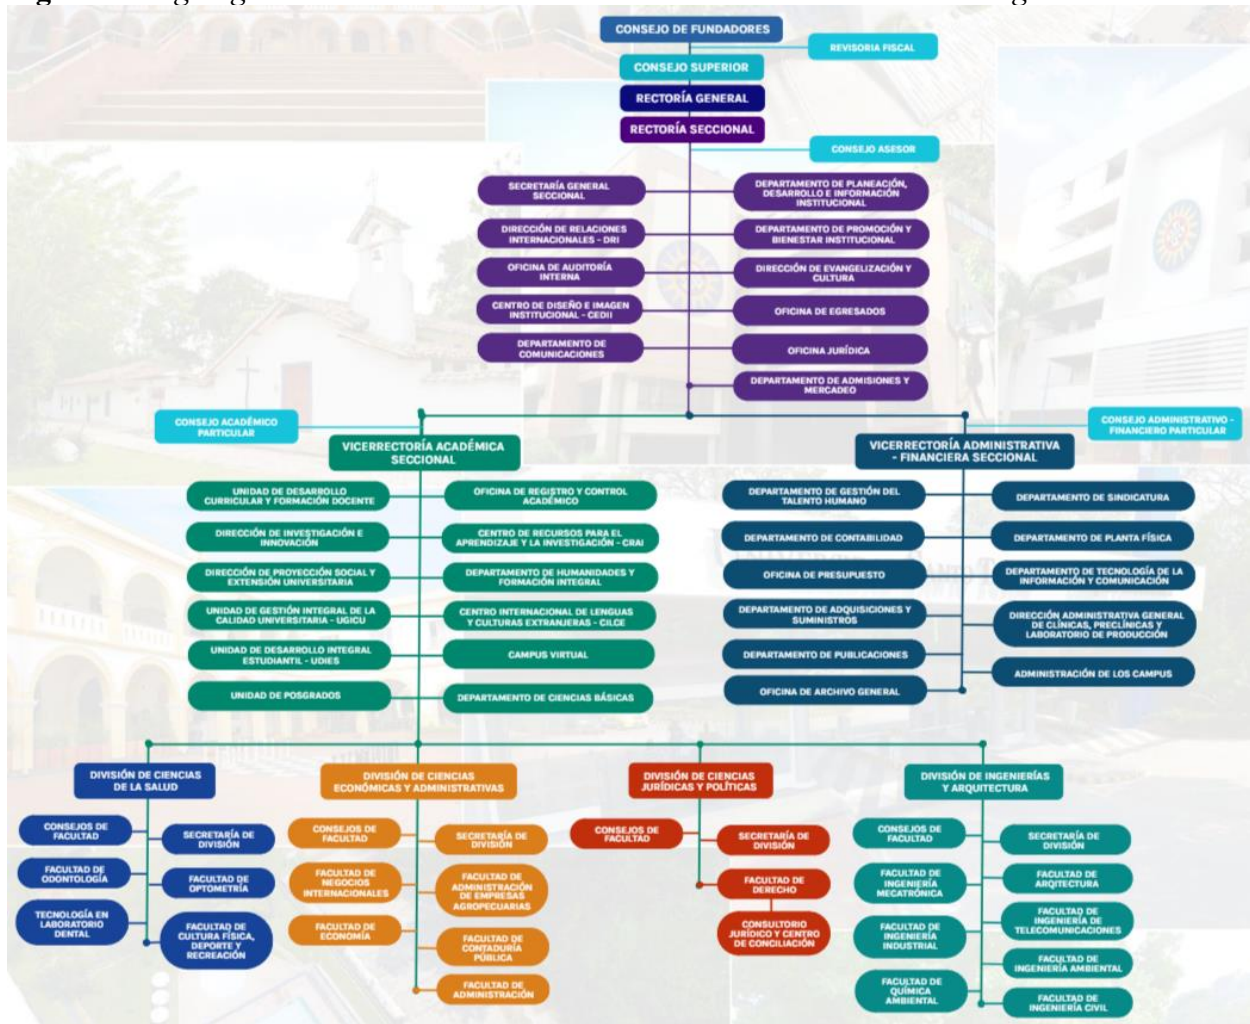 CONSEJO DE FUNDADORES
REVISORIA FISCAL
CONSEJO SUPERIOR
RECTORÍA GENERAL
RECTORÍA SECCIONAL
CONSEJO ASESOR
SECRETARÍA GENERAL
SECCIONAL
DEPARTAMENTO DE PLANEACIÓN,
DESARROLLO E INFORMACIÓN
INSTITUCIONAL
DIRECCIÓN DE RELACIONES
INTERNACIONALES - DRI
DEPARTAMENTO DE PROMOCIÓN Y
BIENESTAR INSTITUCIONAL
OFICINA DE AUDITORÍA
INTERNA
DIRECCIÓN DE EVANGELIZACIÓN Y
CULTURA
CENTRO DE DISEÑO E IMAGEN
INSTITUCIONAL - CEDII
OFICINA DE EGRESADOS
DEPARTAMENTO DE
COMUNICACIONES
OFICINA JURÍDICA
DEPARTAMENTO DE ADMISIONES Y
MERCADEO
CONSEJO ACADÉMICO
PARTICULAR
CONSEJO ADMINISTRATIVO -
FINANCIERO PARTICULAR
VICERRECTORÍA ACADÉMICA
SECCIONAL
VICERRECTORÍA ADMINISTRATIVA
- FINANCIERA SECCIONAL
UNIDAD DE DESARROLLO
CURRICULAR Y FORMACIÓN DOCENTE
OFICINA DE REGISTRO Y CONTROL
ACADÉMICO
DIRECCIÓN DE INVESTIGACIÓN E
INNOVACIÓN
CENTRO DE RECURSOS PARA EL
APRENDIZAJE Y LA INVESTIGACIÓN - CRAI
DIRECCIÓN DE PROYECCIÓN SOCIAL Y
EXTENSIÓN UNIVERSITARIA
DEPARTAMENTO DE HUMANIDADES Y
FORMACIÓN INTEGRAL
UNIDAD DE GESTIÓN INTEGRAL DE LA
CALIDAD UNIVERSITARIA - UGICU
CENTRO INTERNACIONAL DE LENGUAS
Y CULTURAS EXTRANJERAS - CILCE
UNIDAD DE DESARROLLO INTEGRAL
ESTUDIANTIL - UDIES
CAMPUS VIRTUAL
UNIDAD DE POSGRADOS
DEPARTAMENTO DE CIENCIAS BÁSICAS
DEPARTAMENTO DE GESTIÓN DEL
TALENTO HUMANO
DEPARTAMENTO DE SINDICATURA
DEPARTAMENTO DE CONTABILIDAD
DEPARTAMENTO DE PLANTA FÍSICA
OFICINA DE PRESUPUESTO
DEPARTAMENTO DE TECNOLOGÍA DE LA
INFORMACIÓN Y COMUNICACIÓN
DEPARTAMENTO DE ADQUISICIONES Y
SUMINISTROS
DIRECCIÓN ADMINISTRATIVA GENERAL
DE CLÍNICAS, PRECLÍNICAS Y
LABORATORIO DE PRODUCCIÓN
DEPARTAMENTO DE PUBLICACIONES
ADMINISTRACIÓN DE LOS CAMPUS
OFICINA DE ARCHIVO GENERAL
DIVISIÓN DE CIENCIAS
DE LA SALUD
DIVISIÓN DE CIENCIAS
ECONÓMICAS Y ADMINISTRATIVAS
DIVISIÓN DE CIENCIAS
JURÍDICAS Y POLÍTICAS
DIVISIÓN DE INGENIERÍAS
Y ARQUITECTURA
CONSEJOS DE
FACULTAD
SECRETARÍA DE
DIVISIÓN
FACULTAD DE
ODONTOLOGÍA
FACULTAD DE
OPTOMETRÍA
TECNOLOGÍA EN
LABORATORIO
DENTAL
FACULTAD DE
CULTURA FÍSICA,
DEPORTE Y
RECREACIÓN
CONSEJOS DE
FACULTAD
SECRETARÍA DE
DIVISIÓN
FACULTAD DE
NEGOCIOS
INTERNACIONALES
FACULTAD DE
ADMINISTRACIÓN
DE EMPRESAS
AGROPECUARIAS
FACULTAD DE
ECONOMÍA
FACULTAD DE
CONTADURÍA
PÚBLICA
FACULTAD DE
ADMINISTRACIÓN
CONSEJOS DE
FACULTAD
SECRETARÍA DE
DIVISIÓN
FACULTAD DE
DERECHO
CONSULTORIO
JURÍDICO Y CENTRO
DE CONCILIACIÓN
CONSEJOS DE
FACULTAD
SECRETARÍA DE
DIVISIÓN
FACULTAD DE
INGENIERÍA
MECATRÓNICA
FACULTAD DE
ARQITECTURA
FACULTAD DE
INGENIERÍA
INDUSTRIAL
FACULTAD DE
INGENIERÍA DE
TELECOMUNICACIONES
FACULTAD DE
QUÍMICA
AMBIENTAL
FACULTAD DE
INGENIERÍA AMBIENTAL
FACULTAD DE
INGENIERÍA CIVIL